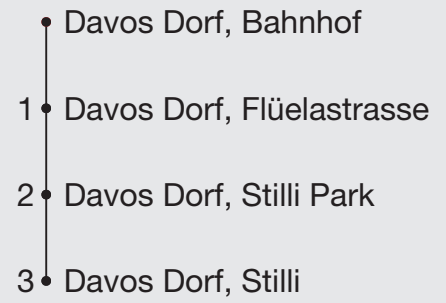 Davos Dorf, Bahnhof
1 Davos Dorf, Flüelastrasse
2 Davos Dorf, Stilli Park
3 Davos Dorf, Stilli